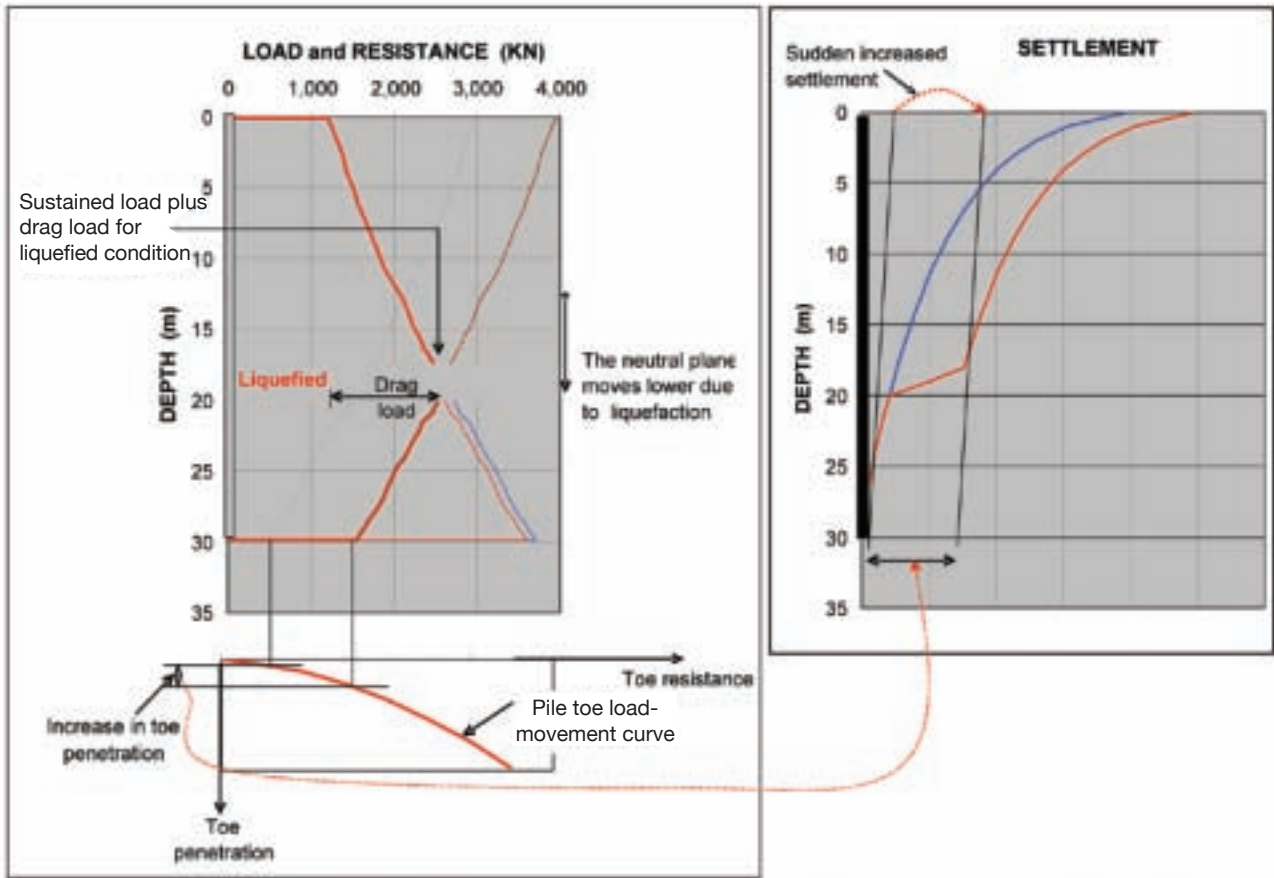 LOAD and RESISTANCE (KN)
0 1,000 2,000 3,000 4,000
0
5
10
15
20
25
30
35
DEPTH (m)
Sustained load plus
drag load for
liquefied condition
Liquefied
Drag
load
The neutral plane
moves lower due
to liquefaction
Toe resistance
Increase in toe
penetration
Pile toe load-
movement curve
Toe
penetration
SETTLEMENT
Sudden increased
settlement
0
5
10
15
20
25
30
35
DEPTH (m)